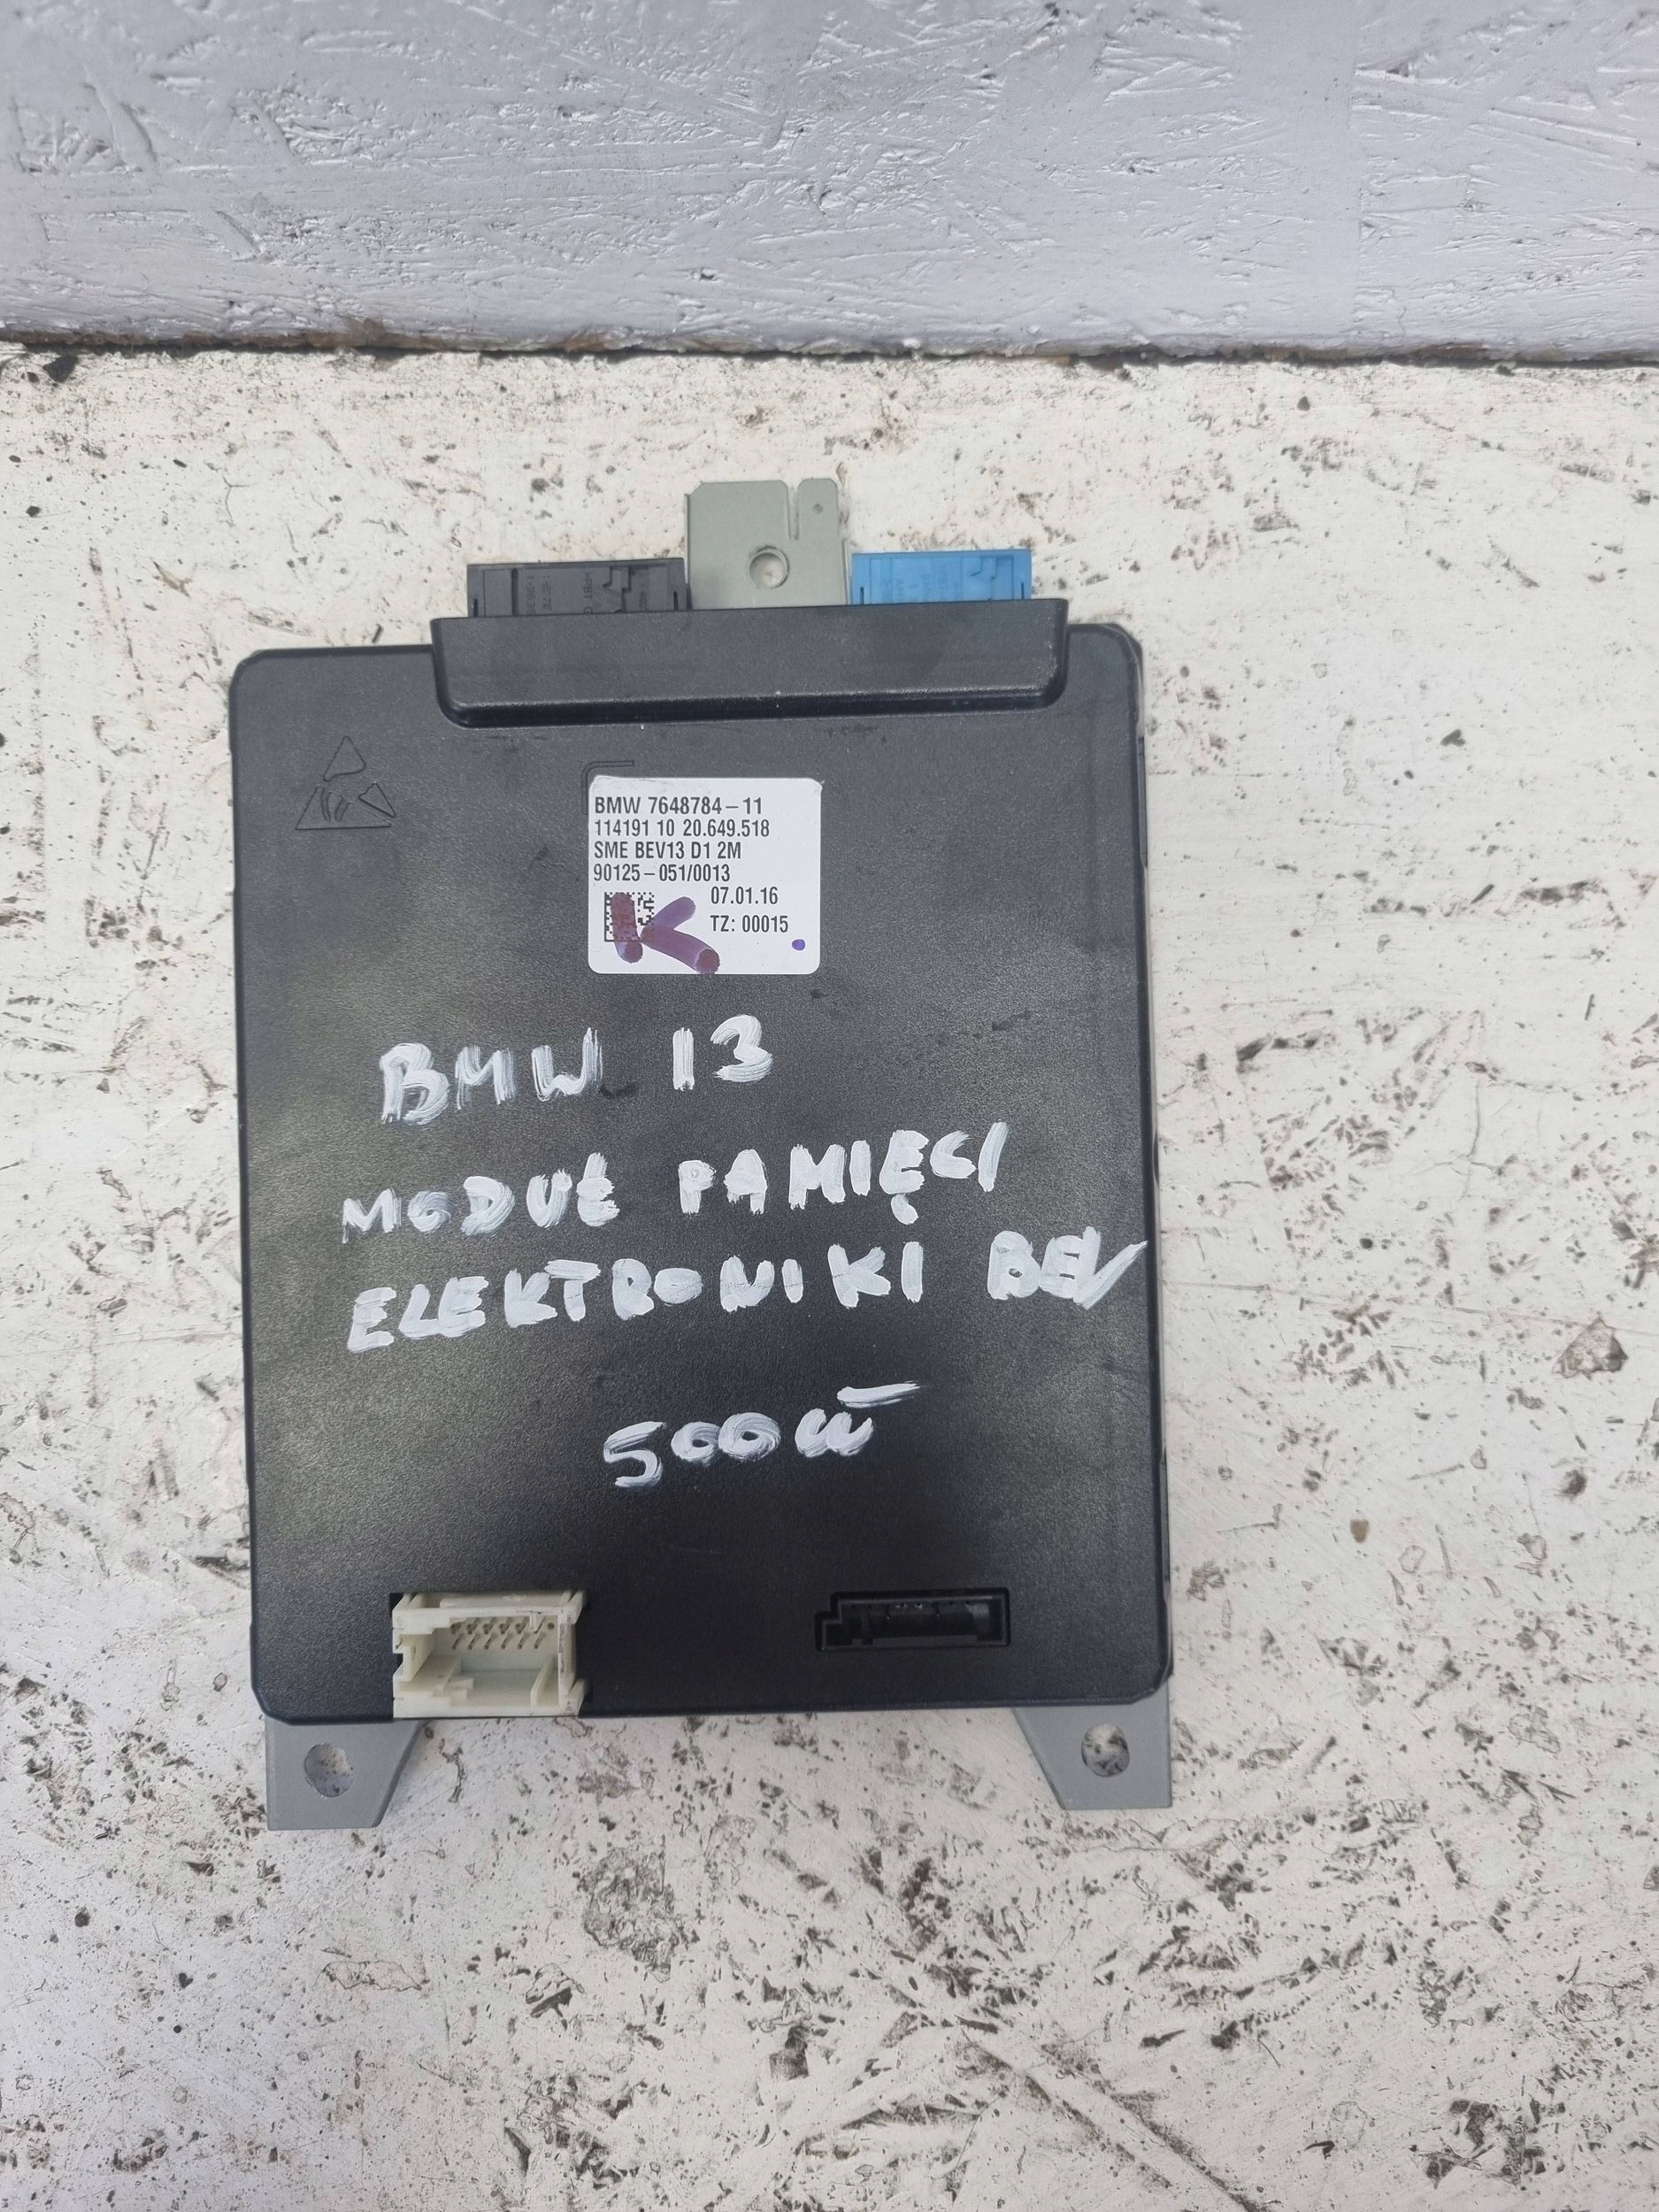 BMW 7648784-11
114191 10 20.649.518
SME BEV13 D1 2M
90125-051/0013
07.01.16
TZ: 00015
K
BMW I3
MODUŁ PAMIĘCI
ELEKTRONIKI BEV
500